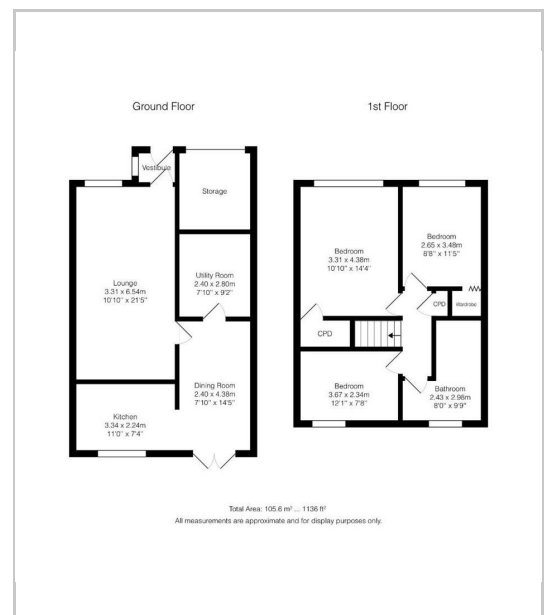 Ground Floor
1st Floor
Vestibule
Storage
Lounge
3.31 x 6.54m
10'10" x 21'5"
Utility Room
2.40 x 2.80m
7'10" x 9'2"
Dining Room
2.40 x 4.38m
7'10" x 14'5"
Kitchen
3.34 x 2.24m
11'0" x 7'4"
Bedroom
3.31 x 4.38m
10'10" x 14'4"
Bedroom
2.65 x 3.48m
8'8" x 11'5"
CPD
Wardrobe
CPD
Bedroom
3.67 x 2.34m
12'1" x 7'8"
Bathroom
2.43 x 2.98m
8'0" x 9'9"
Total Area: 105.6 m² ... 1136 ft²
All measurements are approximate and for display purposes only.